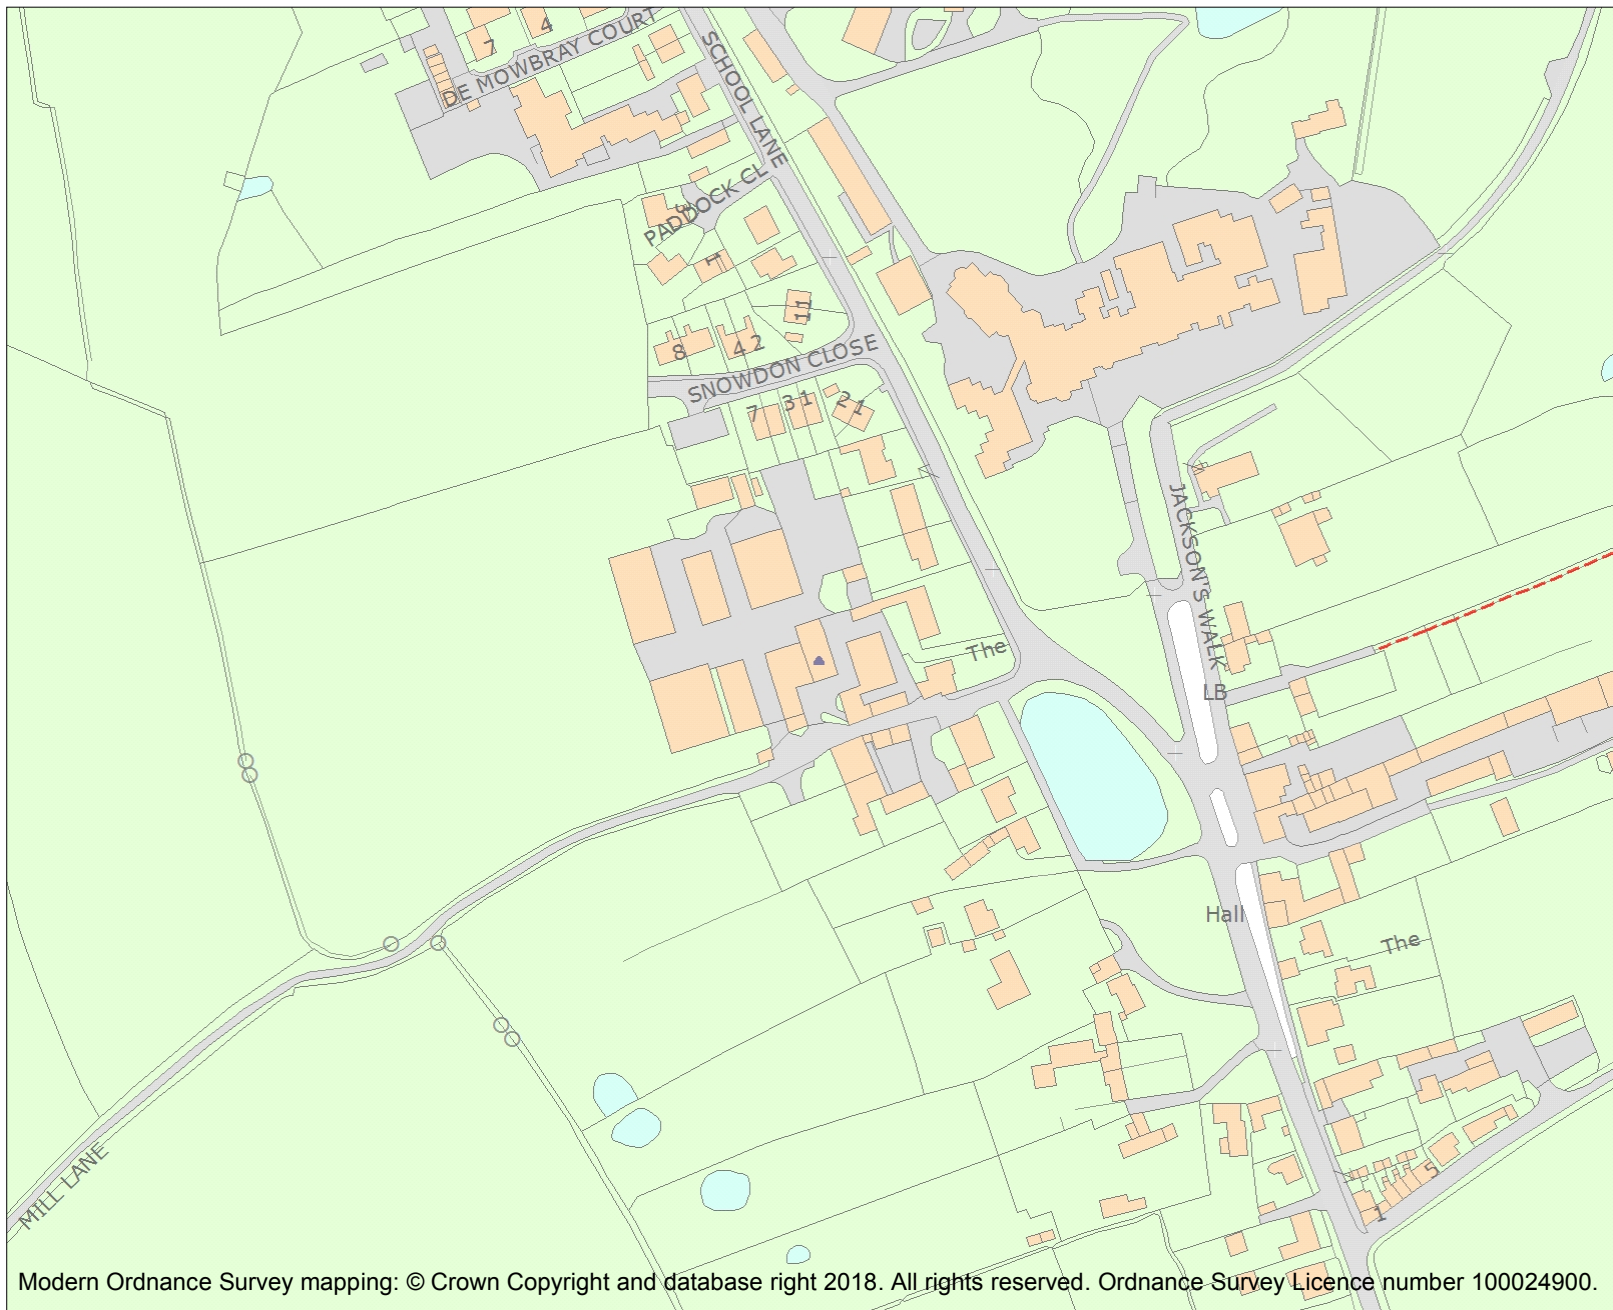 4
7
DE MOWBRAY COURT
SCHOOL LANE
PADDOCK CL
3
1
11
8
4 2
SNOWDON CLOSE
7
3 1
2 1
JACKSON'S WALK
The
LB
Hall
The
MILL LANE
5
1
Modern Ordnance Survey mapping: © Crown Copyright and database right 2018. All rights reserved. Ordnance Survey Licence number 100024900.